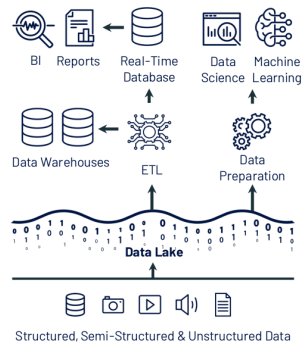 BI Reports
Real-Time
Database
Data
Science
Machine
Learning
Data Warehouses
ETL
Data
Preparation
Data Lake
Structured, Semi-Structured & Unstructured Data